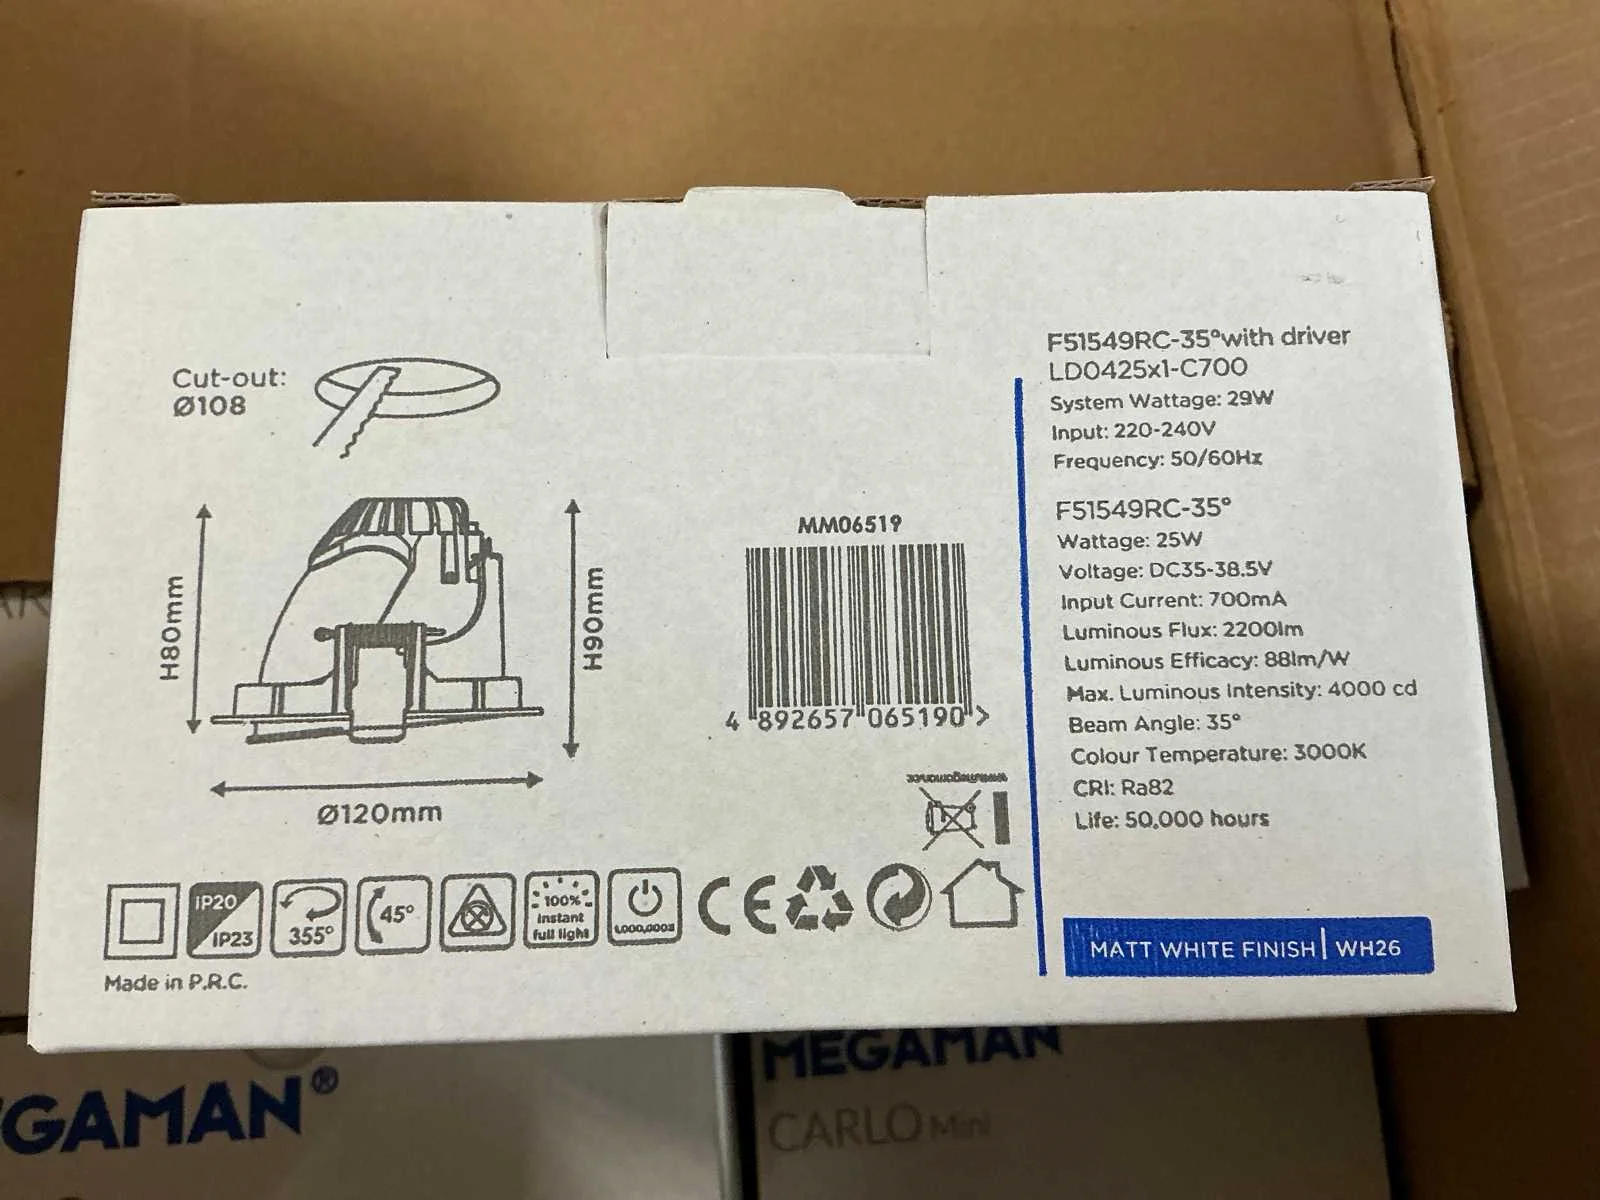 Cut-out:
Ø108
H80mm
H90mm
Ø120mm
MM06519
4 892657 065190 >
F51549RC-35°with driver
LD0425x1-C700
System Wattage: 29W
Input: 220-240V
Frequency: 50/60Hz
F51549RC-35°
Wattage: 25W
Voltage: DC35-38.5V
Input Current: 700mA
Luminous Flux: 2200lm
Luminous Efficacy: 88lm/W
Max. Luminous Intensity: 4000 cd
Beam Angle: 35°
Colour Temperature: 3000K
CRI: Ra82
Life: 50,000 hours
MATT WHITE FINISH | WH26
IP20
IP23
355°
45°
100%
Instant
full light
CE
Made in P.R.C.
GAMAN®
MEGAMAN
CARLO Mini